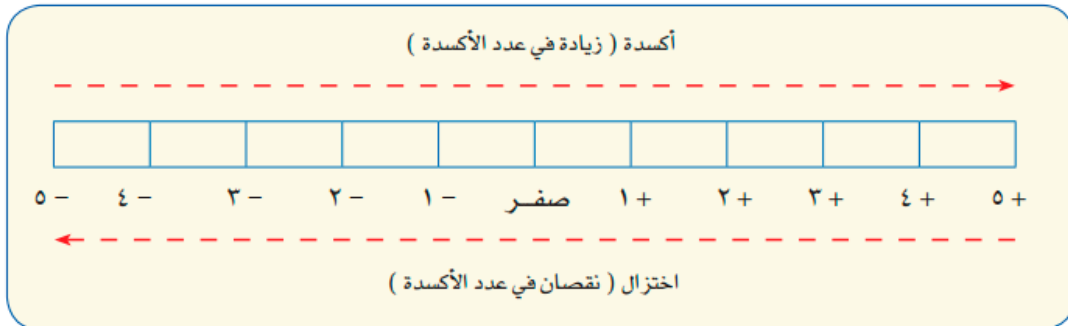 أكسدة ( زيادة في عدد الأكسدة )
٥ − ٤ − ٣ − ٢ − ١ − صفـر ١ + ٢ + ٣ + ٤ + ٥ +
اختزال ( نقصان في عدد الأكسدة )